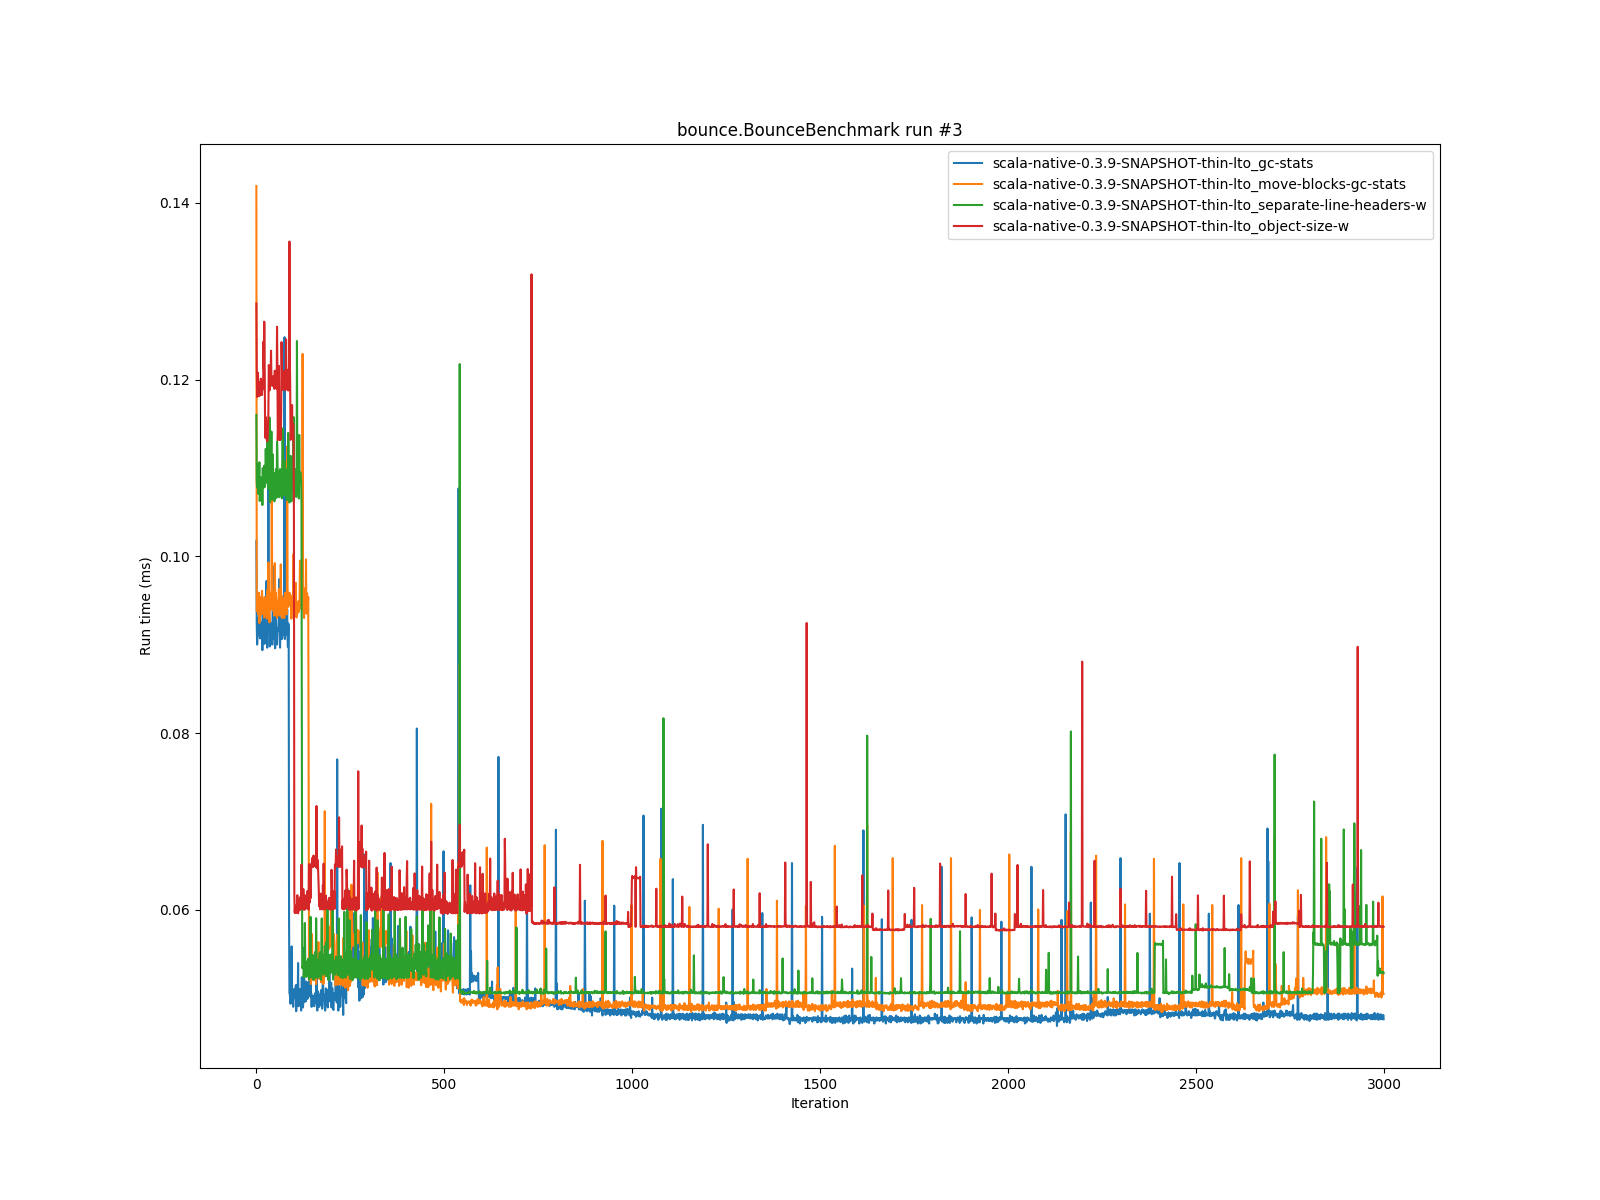 bounce.BounceBenchmark run #3
scala-native-0.3.9-SNAPSHOT-thin-lto_gc-stats
scala-native-0.3.9-SNAPSHOT-thin-lto_move-blocks-gc-stats
scala-native-0.3.9-SNAPSHOT-thin-lto_separate-line-headers-w
scala-native-0.3.9-SNAPSHOT-thin-lto_object-size-w
0.14
0.12
0.10
0.08
0.06
Run time (ms)
0 500 1000 1500 2000 2500 3000
Iteration